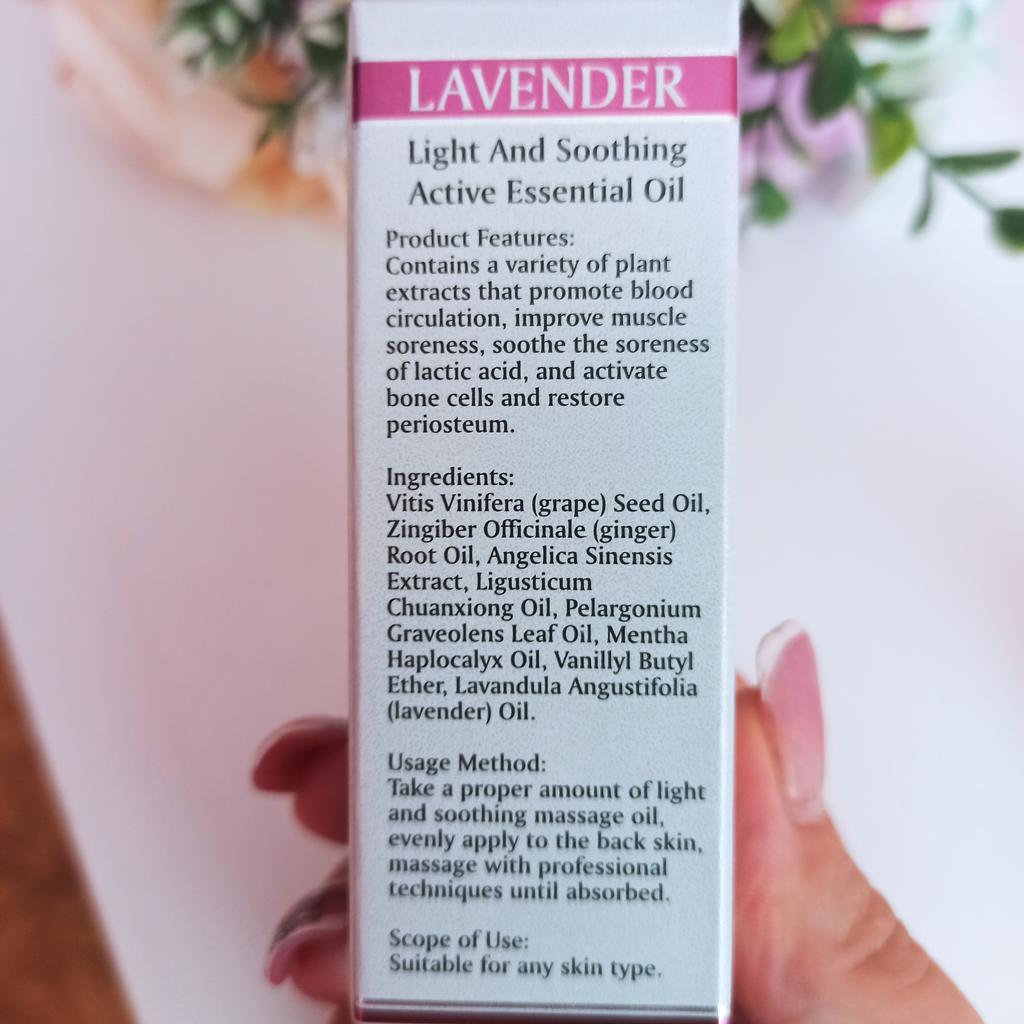 LAVENDER
Light And Soothing
Active Essential Oil
Product Features:
Contains a variety of plant
extracts that promote blood
circulation, improve muscle
soreness, soothe the soreness
of lactic acid, and activate
bone cells and restore
periosteum.
Ingredients:
Vitis Vinifera (grape) Seed Oil,
Zingiber Officinale (ginger)
Root Oil, Angelica Sinensis
Extract, Ligusticum
Chuanxiong Oil, Pelargonium
Graveolens Leaf Oil, Mentha
Haplocalyx Oil, Vanillyl Butyl
Ether, Lavandula Angustifolia
(lavender) Oil.
Usage Method:
Take a proper amount of light
and soothing massage oil,
evenly apply to the back skin,
massage with professional
techniques until absorbed.
Scope of Use:
Suitable for any skin type.